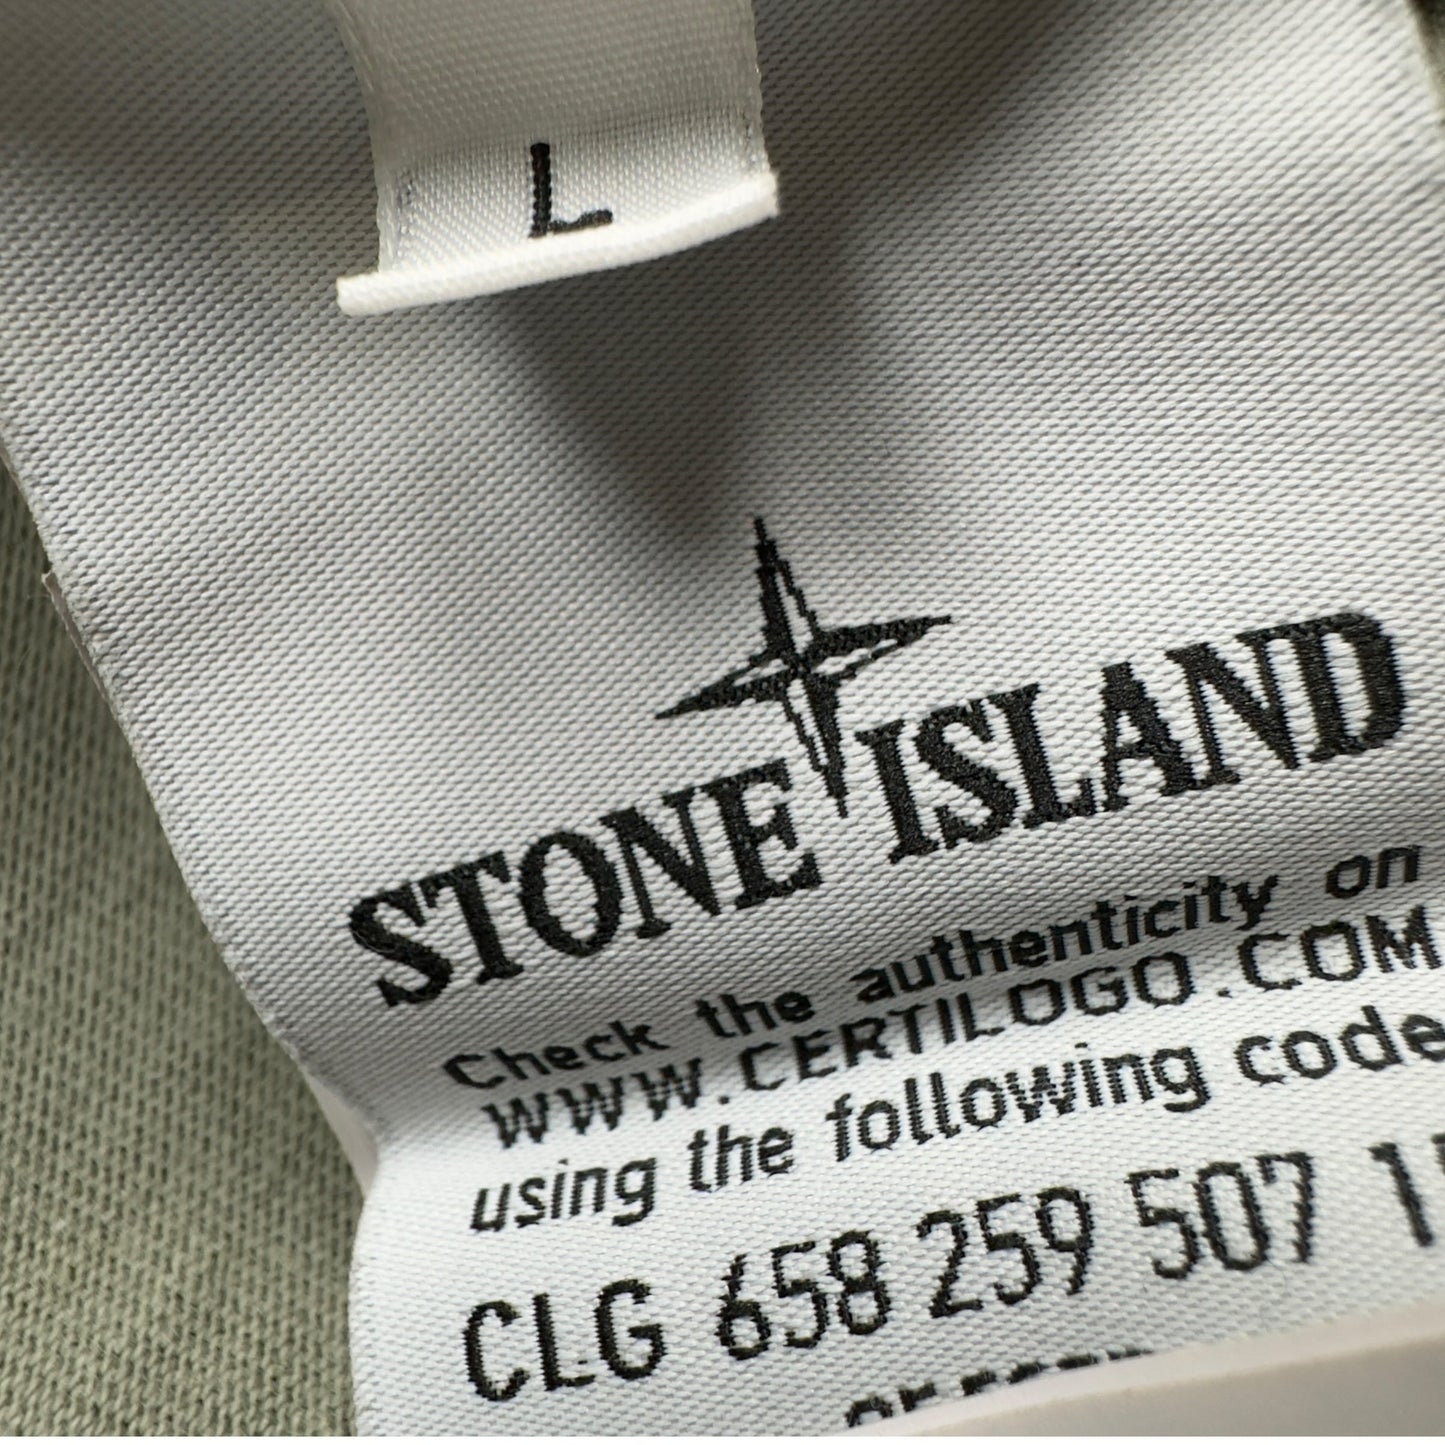 L
STONE ISLAND
Check the authenticity on
WWW.CERTILOGO.COM
using the following code
CLG 658 259 507